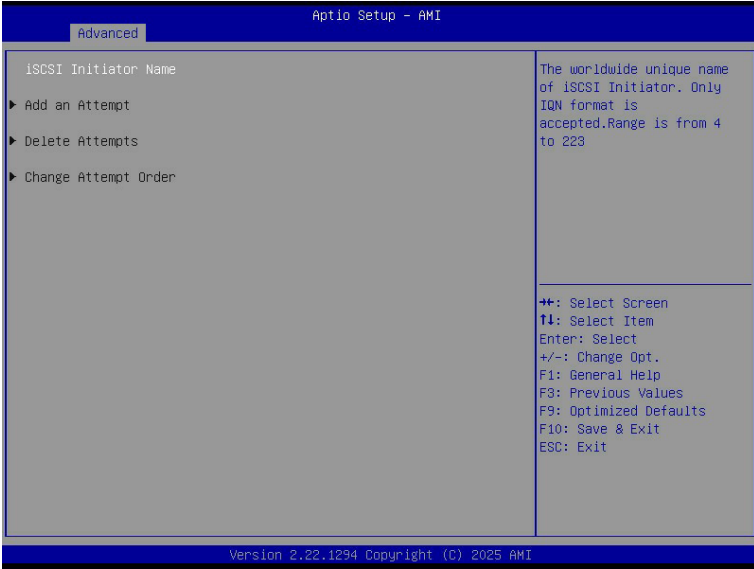 Aptio Setup – AMI
Advanced
iSCSI Initiator Name
▶ Add an Attempt
▶ Delete Attempts
▶ Change Attempt Order
The worldwide unique name
of iSCSI Initiator. Only
IQN format is
accepted.Range is from 4
to 223
→←: Select Screen
↑↓: Select Item
Enter: Select
+/-: Change Opt.
F1: General Help
F3: Previous Values
F9: Optimized Defaults
F10: Save & Exit
ESC: Exit
Version 2.22.1294 Copyright (C) 2025 AMI